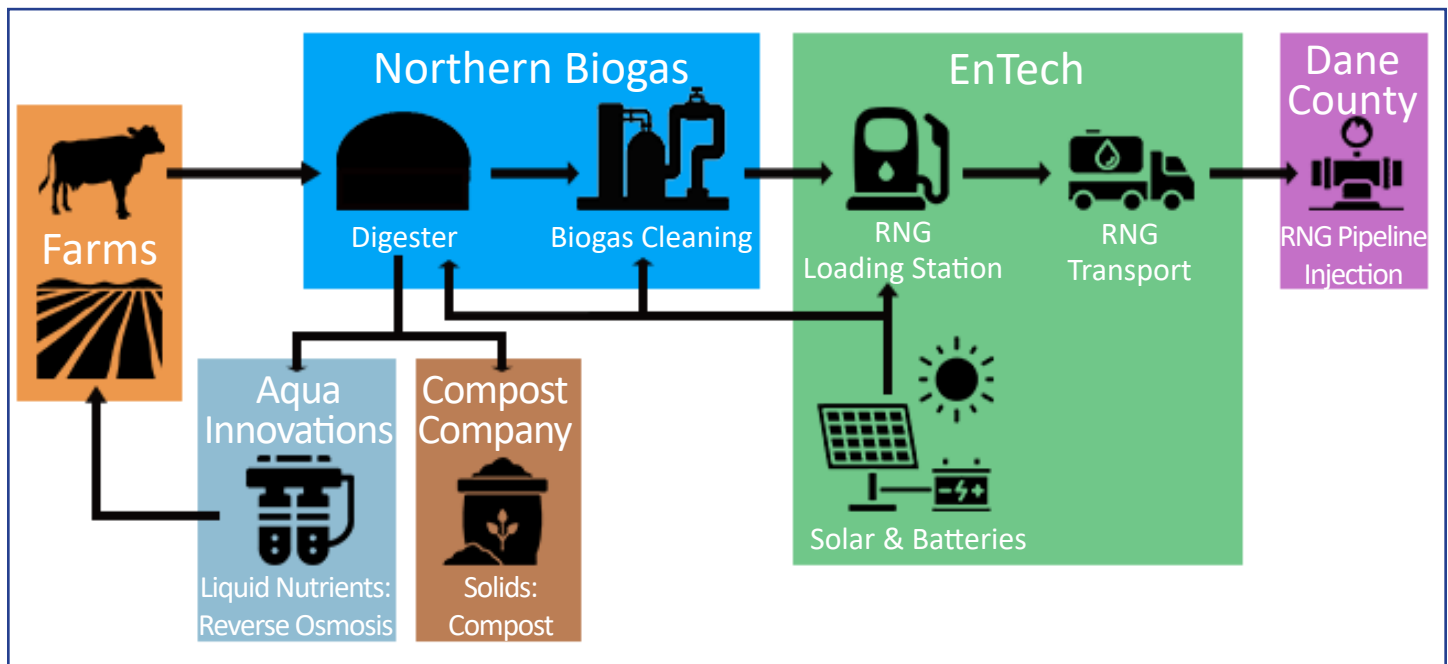 Northern Biogas
EnTech
Dane
County
Farms
Digester
Biogas Cleaning
RNG
Loading Station
RNG
Transport
RNG Pipeline
Injection
Aqua
Innovations
Compost
Company
Liquid Nutrients:
Reverse Osmosis
Solids:
Compost
Solar & Batteries